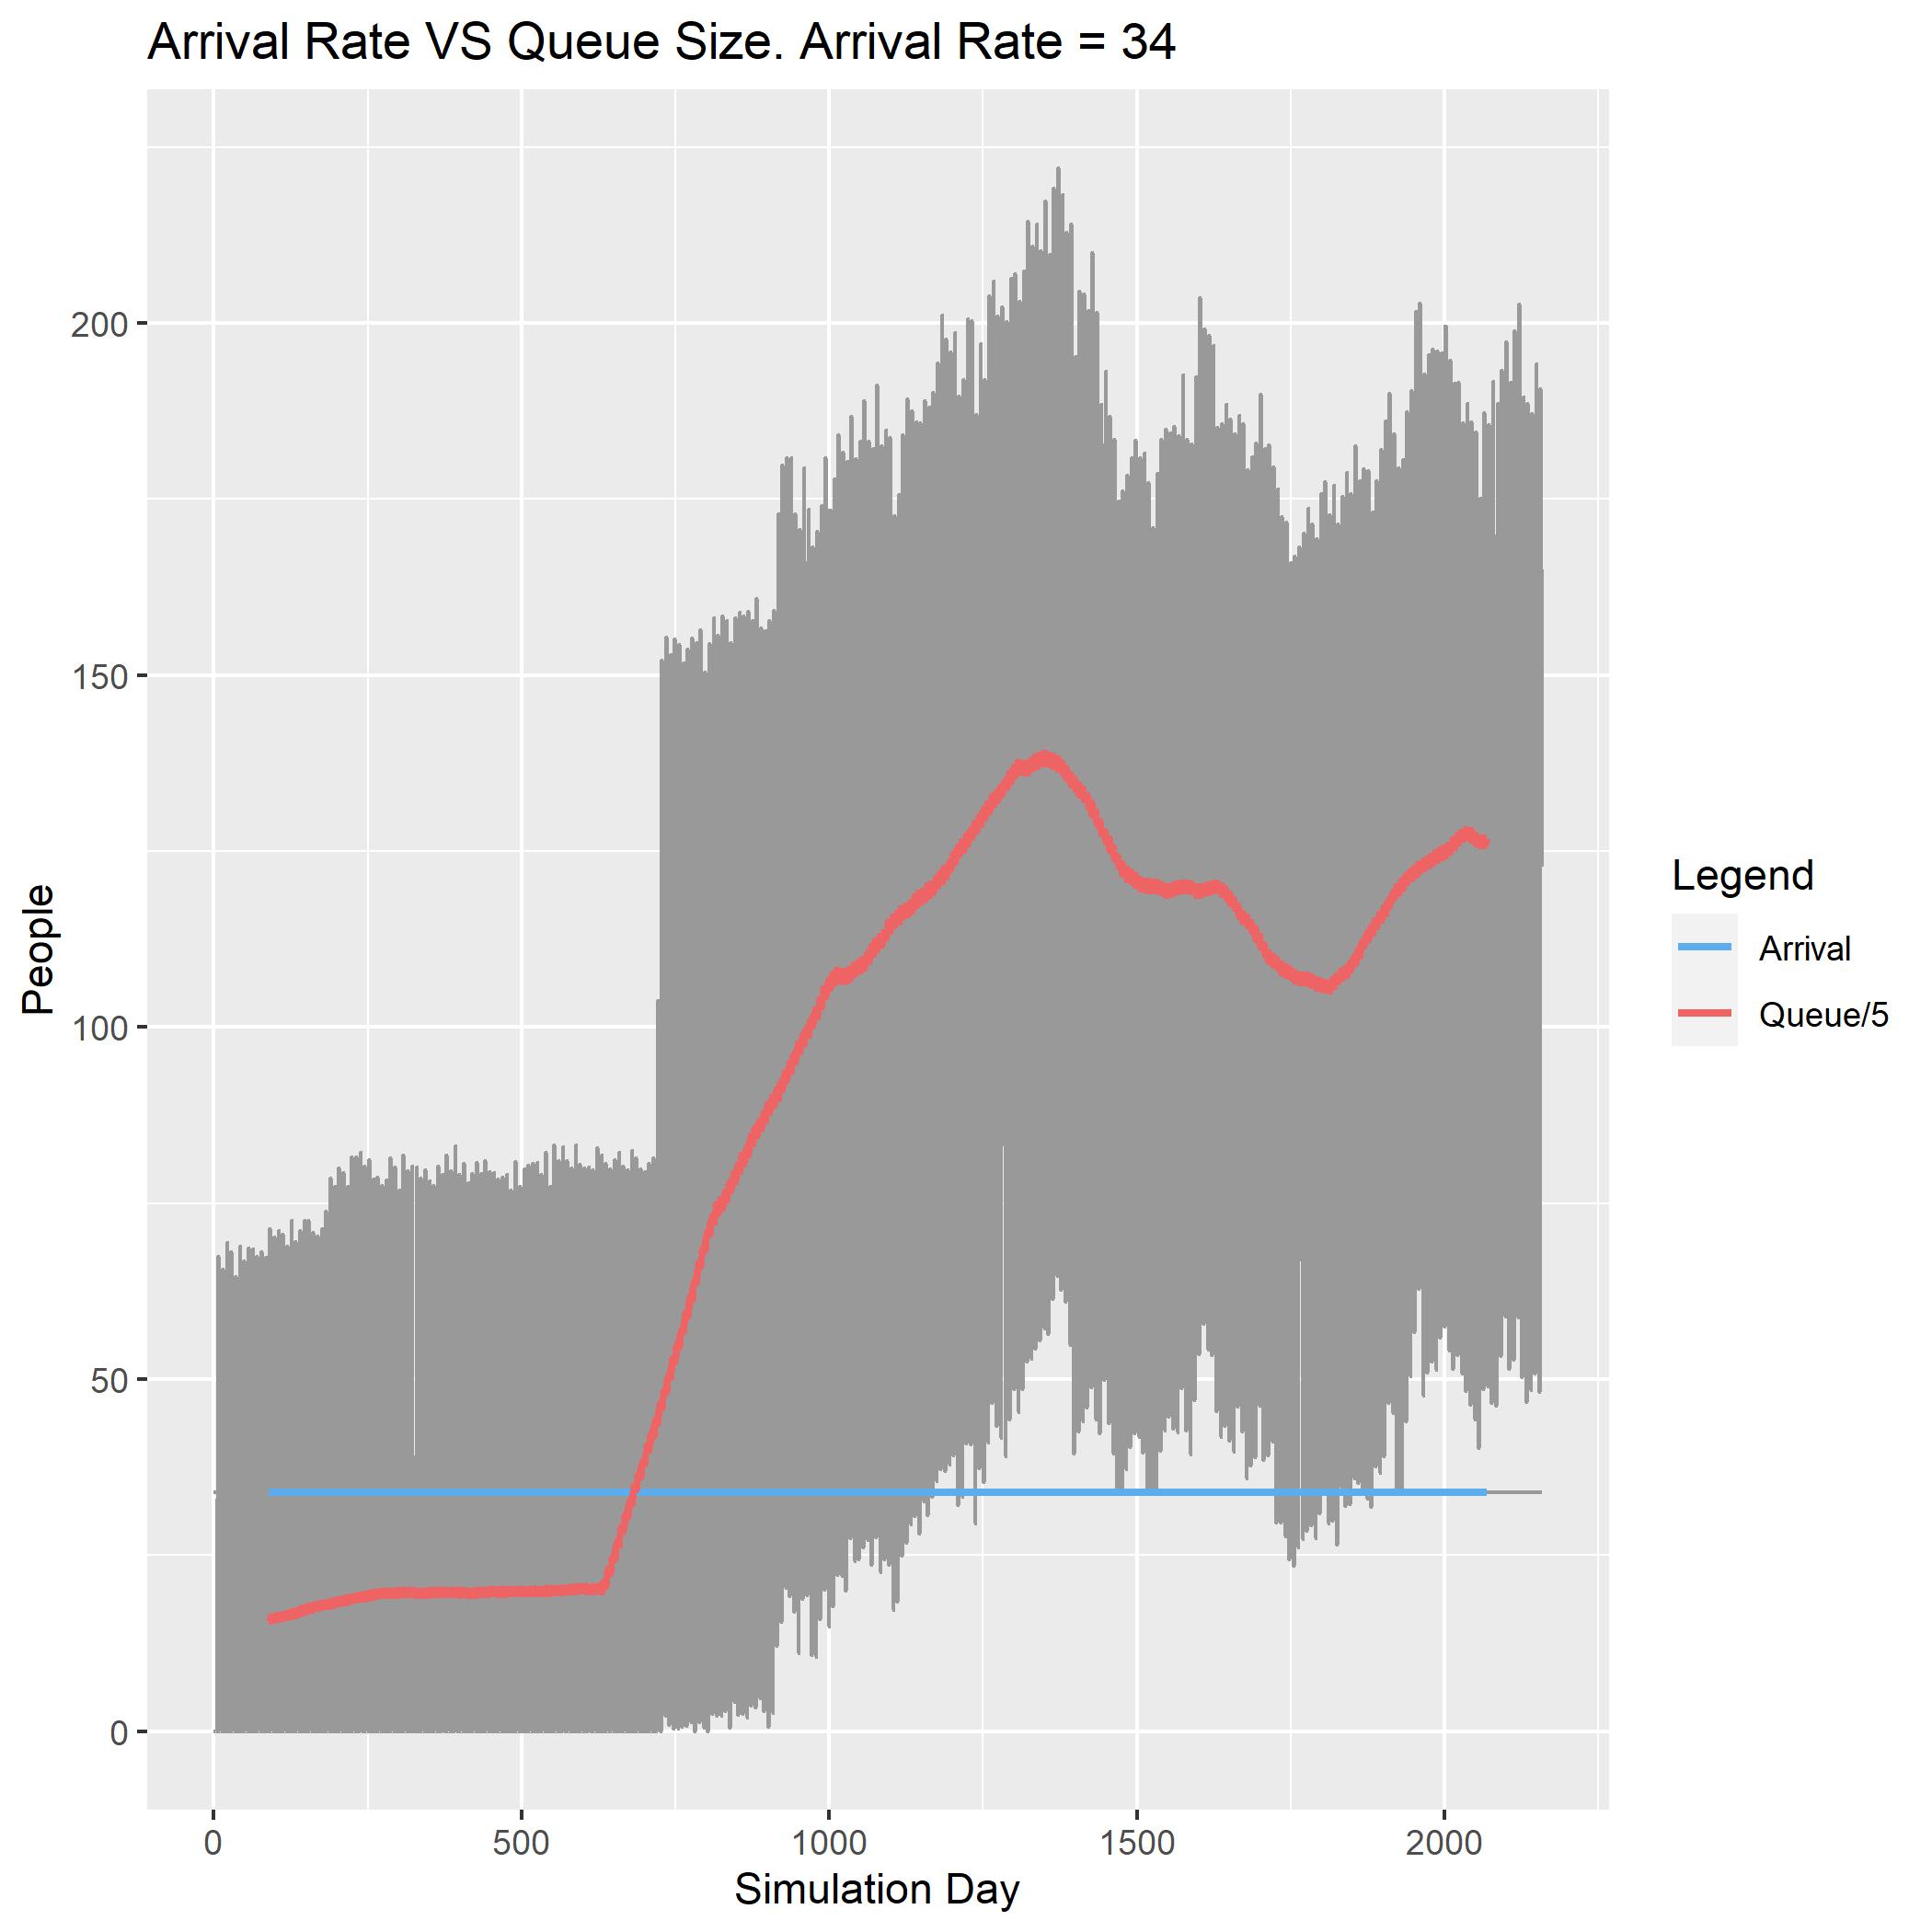 Arrival Rate VS Queue Size. Arrival Rate = 34
200
150
100
50
0
People
0 500 1000 1500 2000
Simulation Day
Legend
Arrival
Queue/5